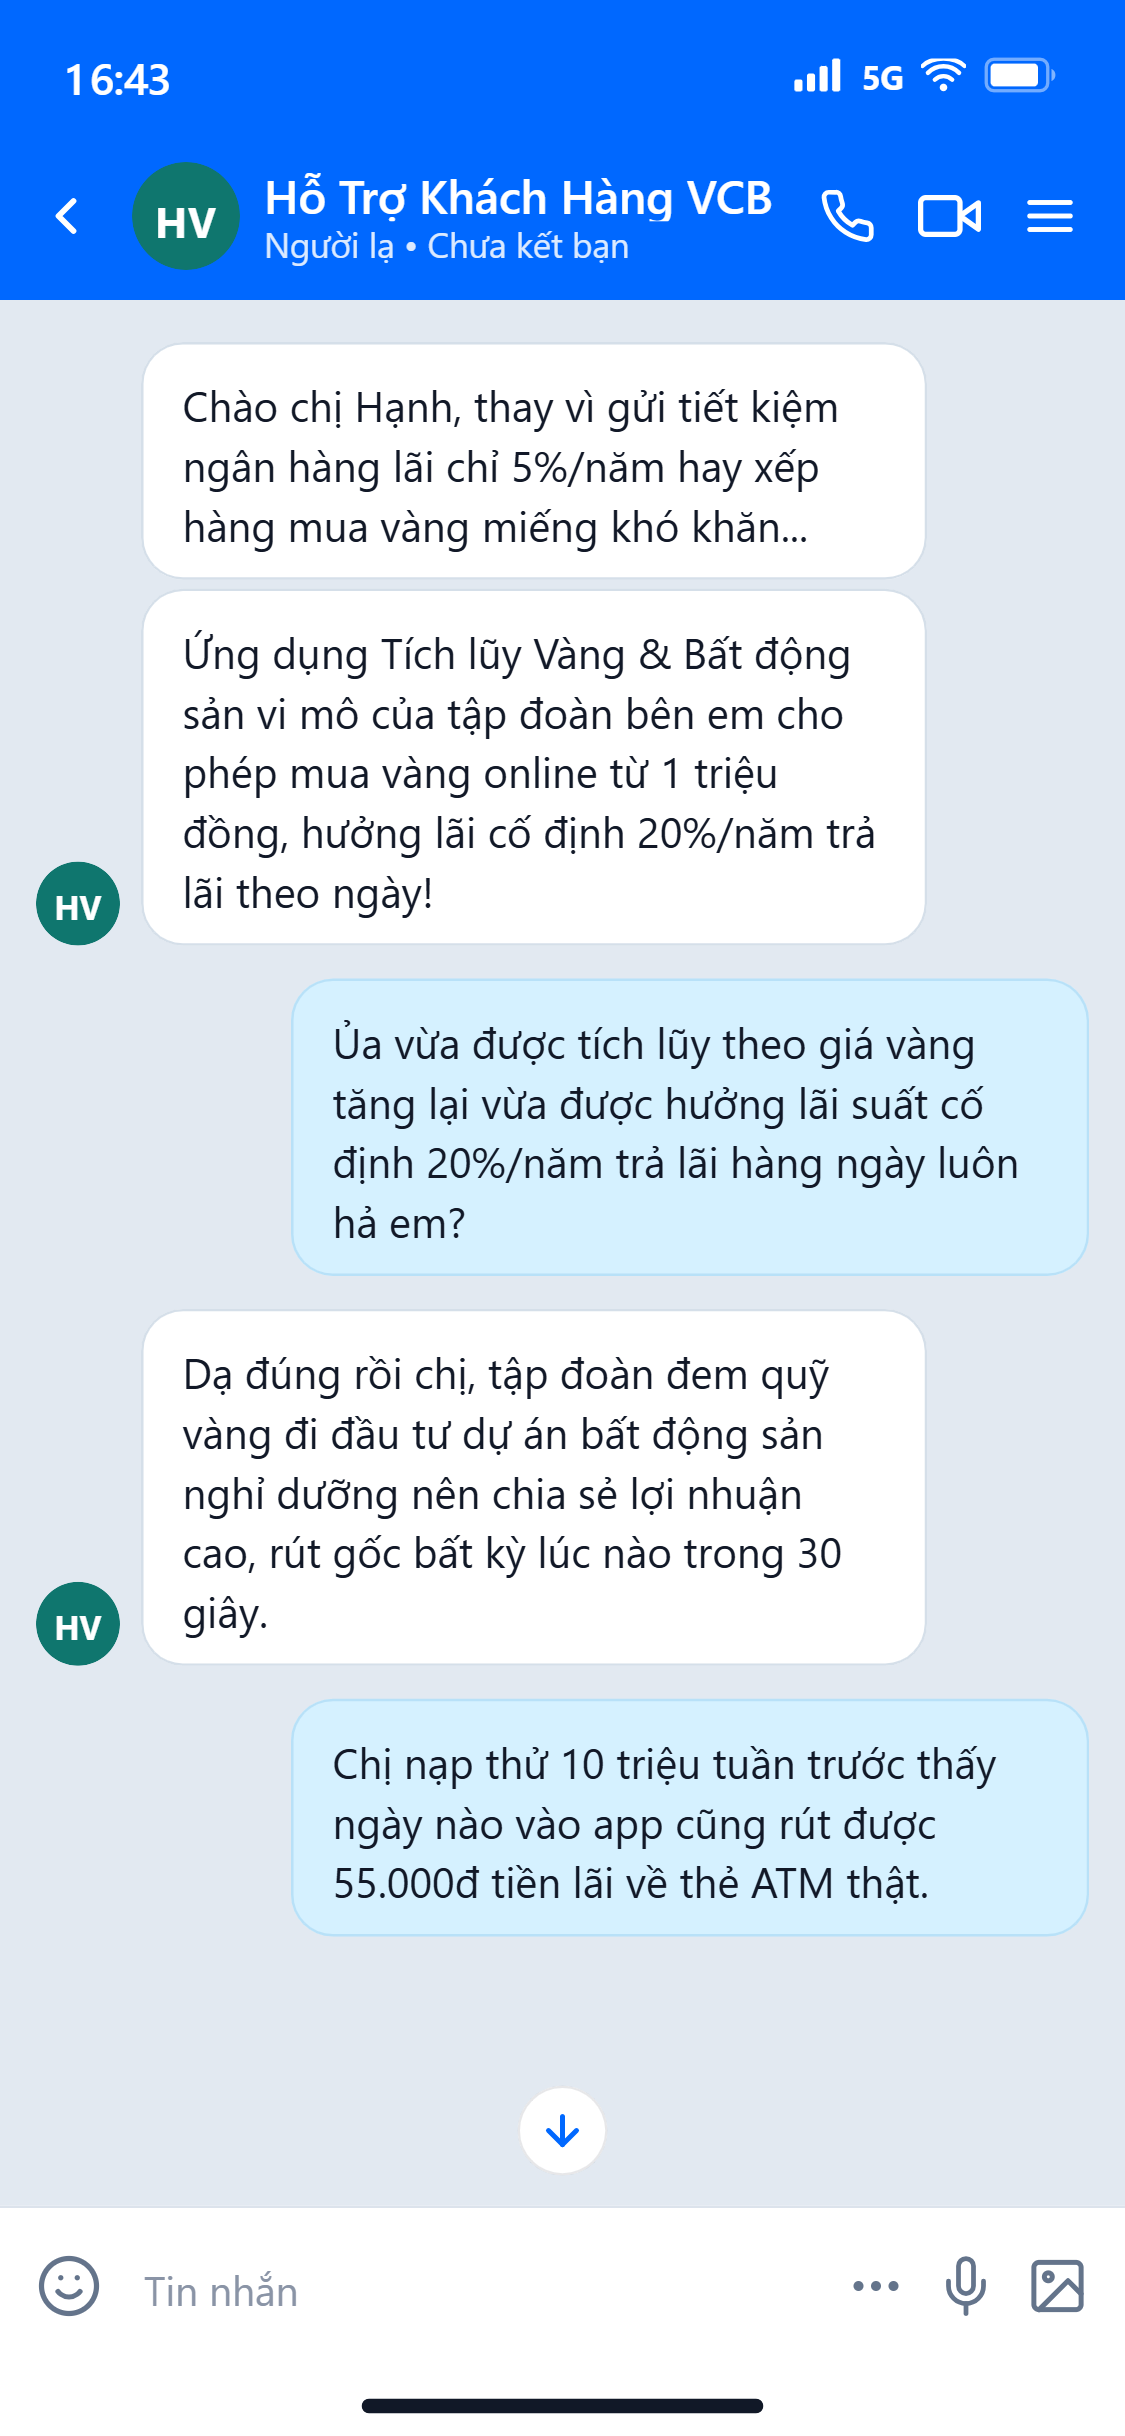 16:43
5G
HV
Hỗ Trợ Khách Hàng VCB
Người lạ • Chưa kết bạn
Chào chị Hạnh, thay vì gửi tiết kiệm
ngân hàng lãi chỉ 5%/năm hay xếp
hàng mua vàng miếng khó khăn...
Ứng dụng Tích lũy Vàng & Bất động
sản vi mô của tập đoàn bên em cho
phép mua vàng online từ 1 triệu
đồng, hưởng lãi cố định 20%/năm trả
lãi theo ngày!
HV
Ủa vừa được tích lũy theo giá vàng
tăng lại vừa được hưởng lãi suất cố
định 20%/năm trả lãi hàng ngày luôn
hả em?
Dạ đúng rồi chị, tập đoàn đem quỹ
vàng đi đầu tư dự án bất động sản
nghỉ dưỡng nên chia sẻ lợi nhuận
cao, rút gốc bất kỳ lúc nào trong 30
giây.
HV
Chị nạp thử 10 triệu tuần trước thấy
ngày nào vào app cũng rút được
55.000đ tiền lãi về thẻ ATM thật.
Tin nhắn